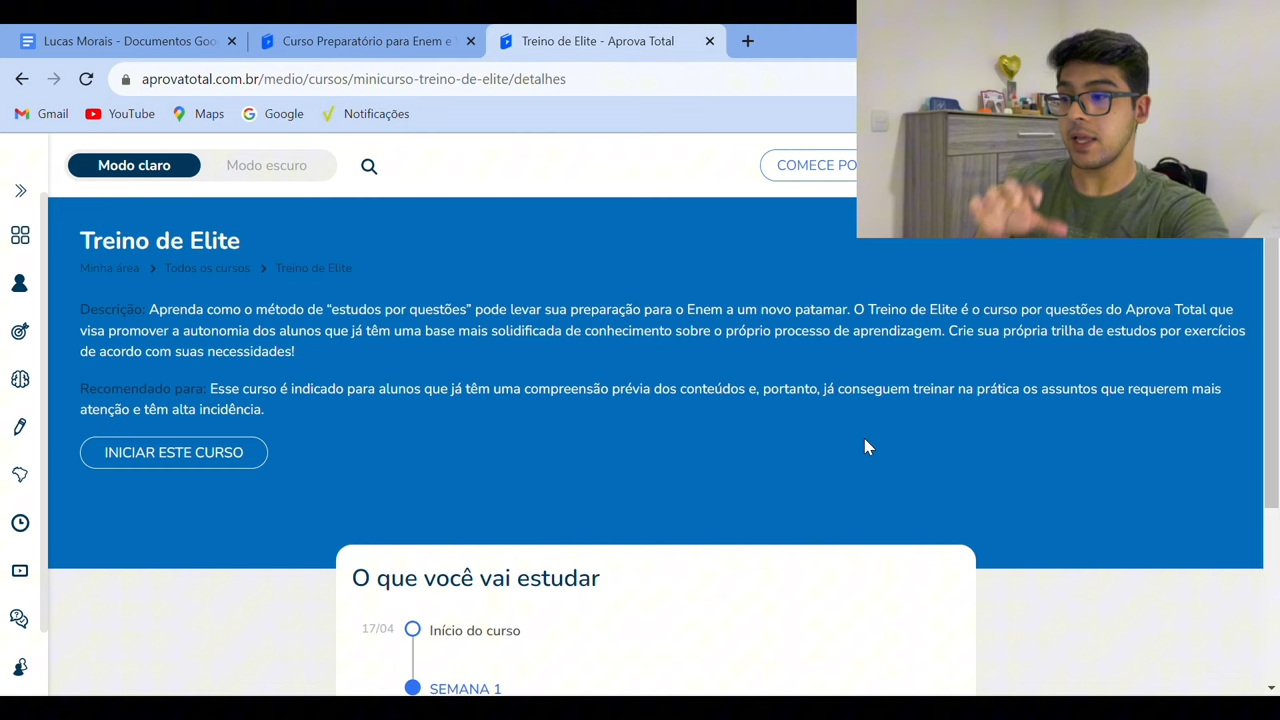 Lucas Morais - Documentos Goo
Curso Preparatório para Enem e
Treino de Elite - Aprova Total
aprovatotal.com.br/medio/cursos/minicurso-treino-de-elite/detalhes
Gmail YouTube Maps Google Notificações
Modo claro Modo escuro
COMECE PO
Treino de Elite
Minha área Todos os cursos Treino de Elite
Descrição: Aprenda como o método de “estudos por questões” pode levar sua preparação para o Enem a um novo patamar. O Treino de Elite é o curso por questões do Aprova Total que
visa promover a autonomia dos alunos que já têm uma base mais solidificada de conhecimento sobre o próprio processo de aprendizagem. Crie sua própria trilha de estudos por exercícios
de acordo com suas necessidades!
Recomendado para: Esse curso é indicado para alunos que já têm uma compreensão prévia dos conteúdos e, portanto, já conseguem treinar na prática os assuntos que requerem mais
atenção e têm alta incidência.
INICIAR ESTE CURSO
O que você vai estudar
17/04 Início do curso
SEMANA 1